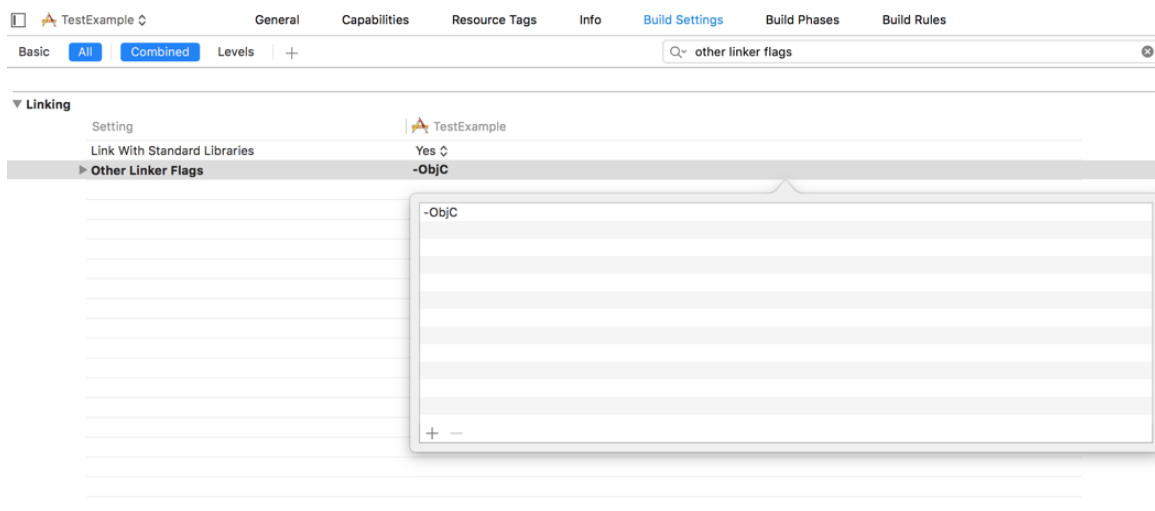 TestExample General Capabilities Resource Tags Info Build Settings Build Phases Build Rules
Basic All Combined Levels + other linker flags
Linking
Setting TestExample
Link With Standard Libraries Yes
Other Linker Flags -ObjC
-ObjC
+ −